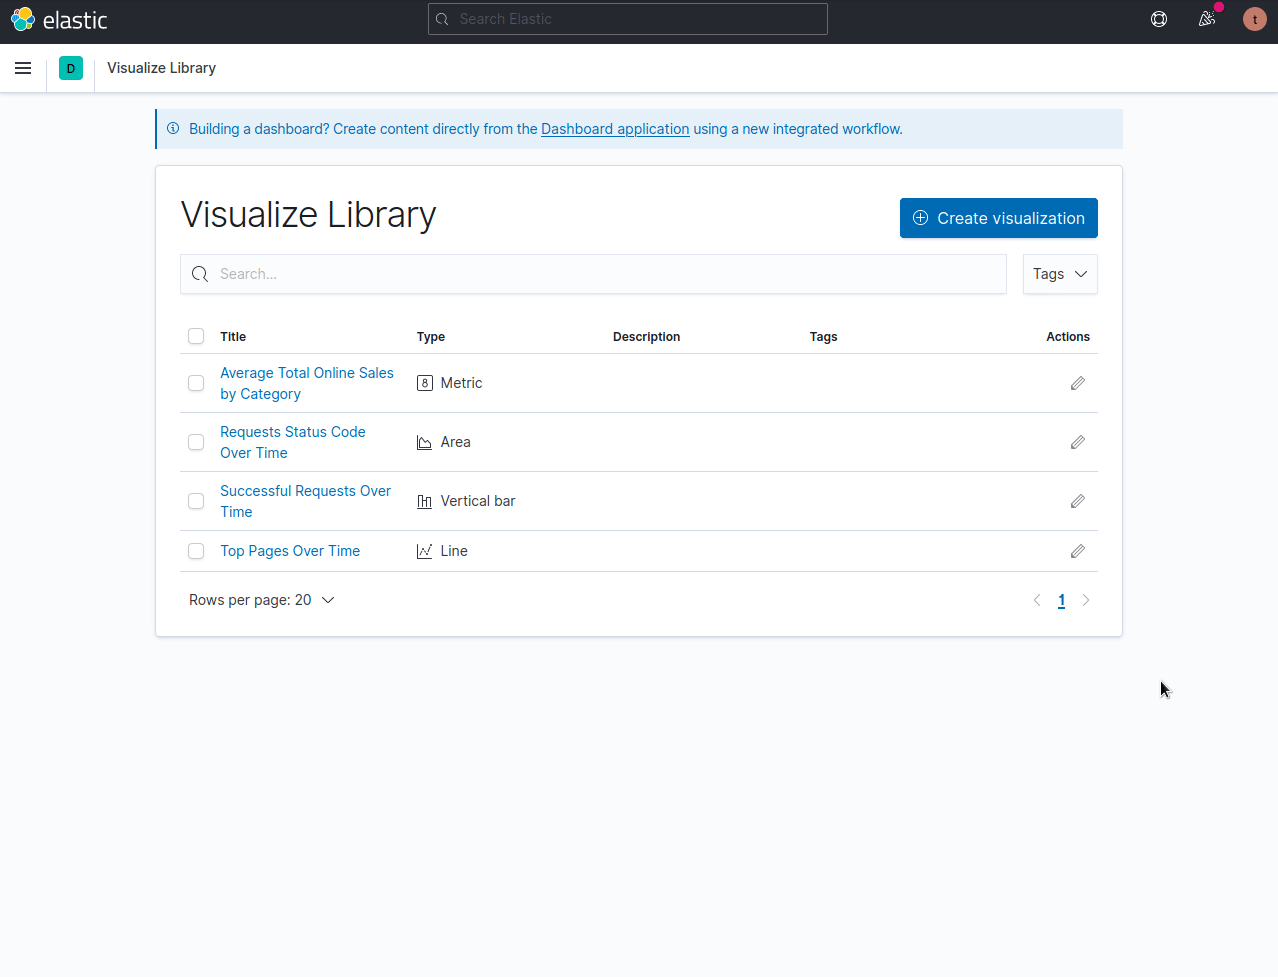 elastic
Search Elastic
t
D
Visualize Library
Building a dashboard? Create content directly from the Dashboard application using a new integrated workflow.
Visualize Library
Create visualization
Search...
Tags
Title Type Description Tags Actions
Average Total Online Sales
by Category
8 Metric
Requests Status Code
Over Time
Area
Successful Requests Over
Time
Vertical bar
Top Pages Over Time
Line
Rows per page: 20
1